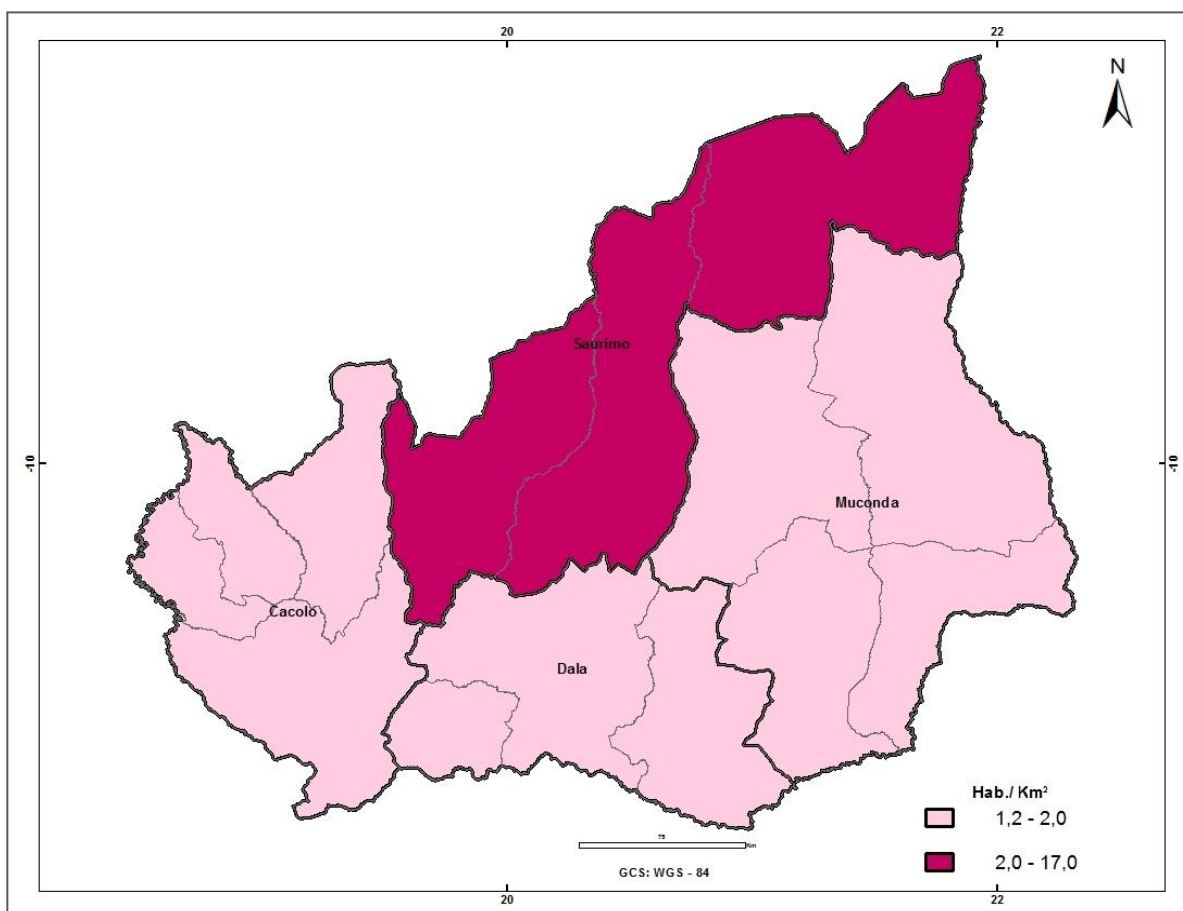 20 22
N
-10 -10
Saurimo
Muconda
Cacolo
Dala
Hab./ Km²
1,2 - 2,0
2,0 - 17,0
75
Km
GCS: WGS - 84
20 22